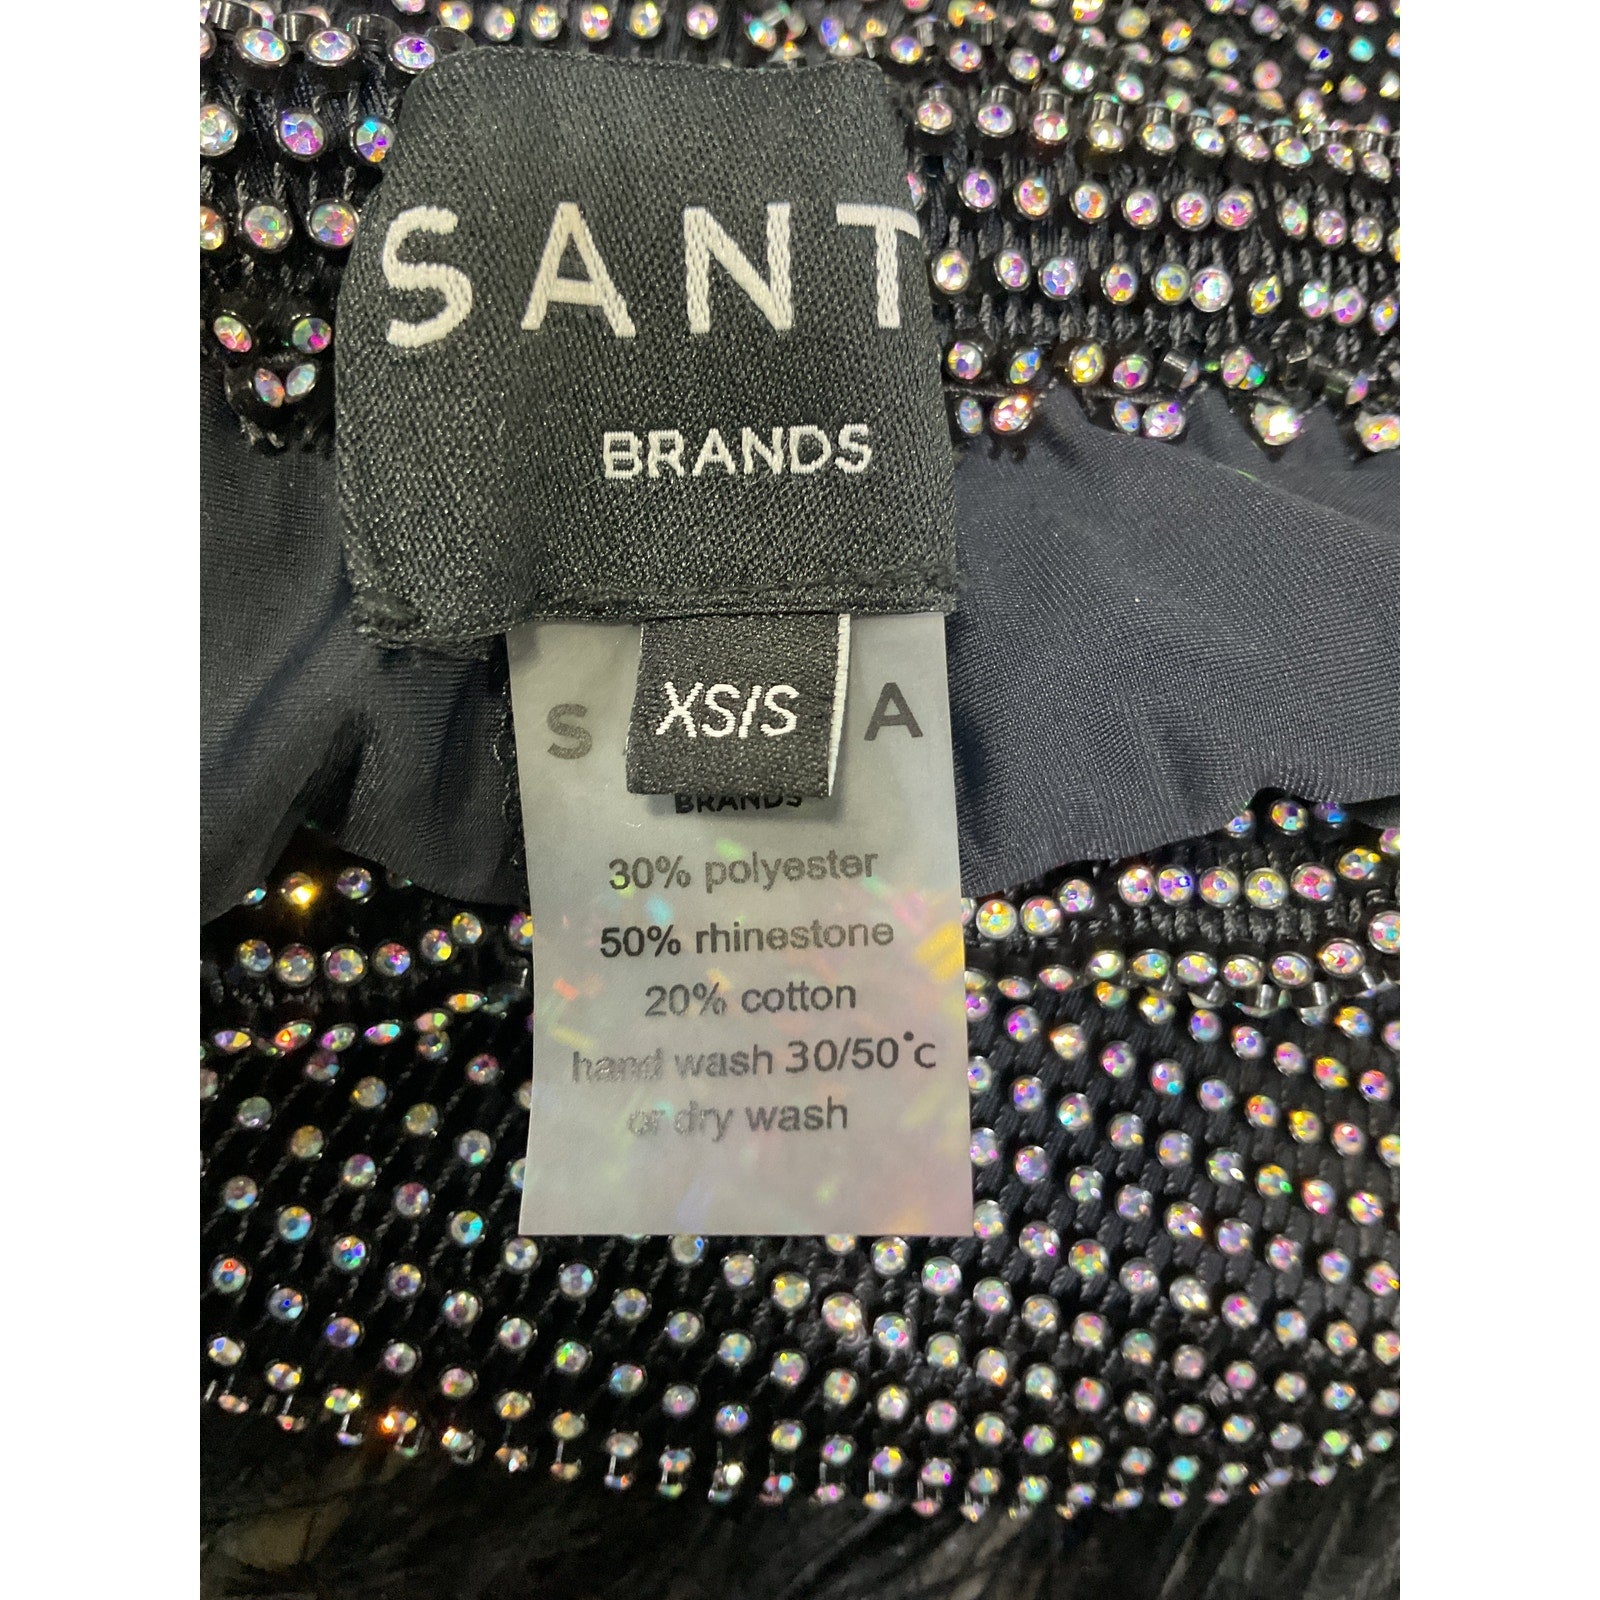 SANT
BRANDS
XS/S
S A
BRANDS
30% polyester
50% rhinestone
20% cotton
hand wash 30/50°c
or dry wash